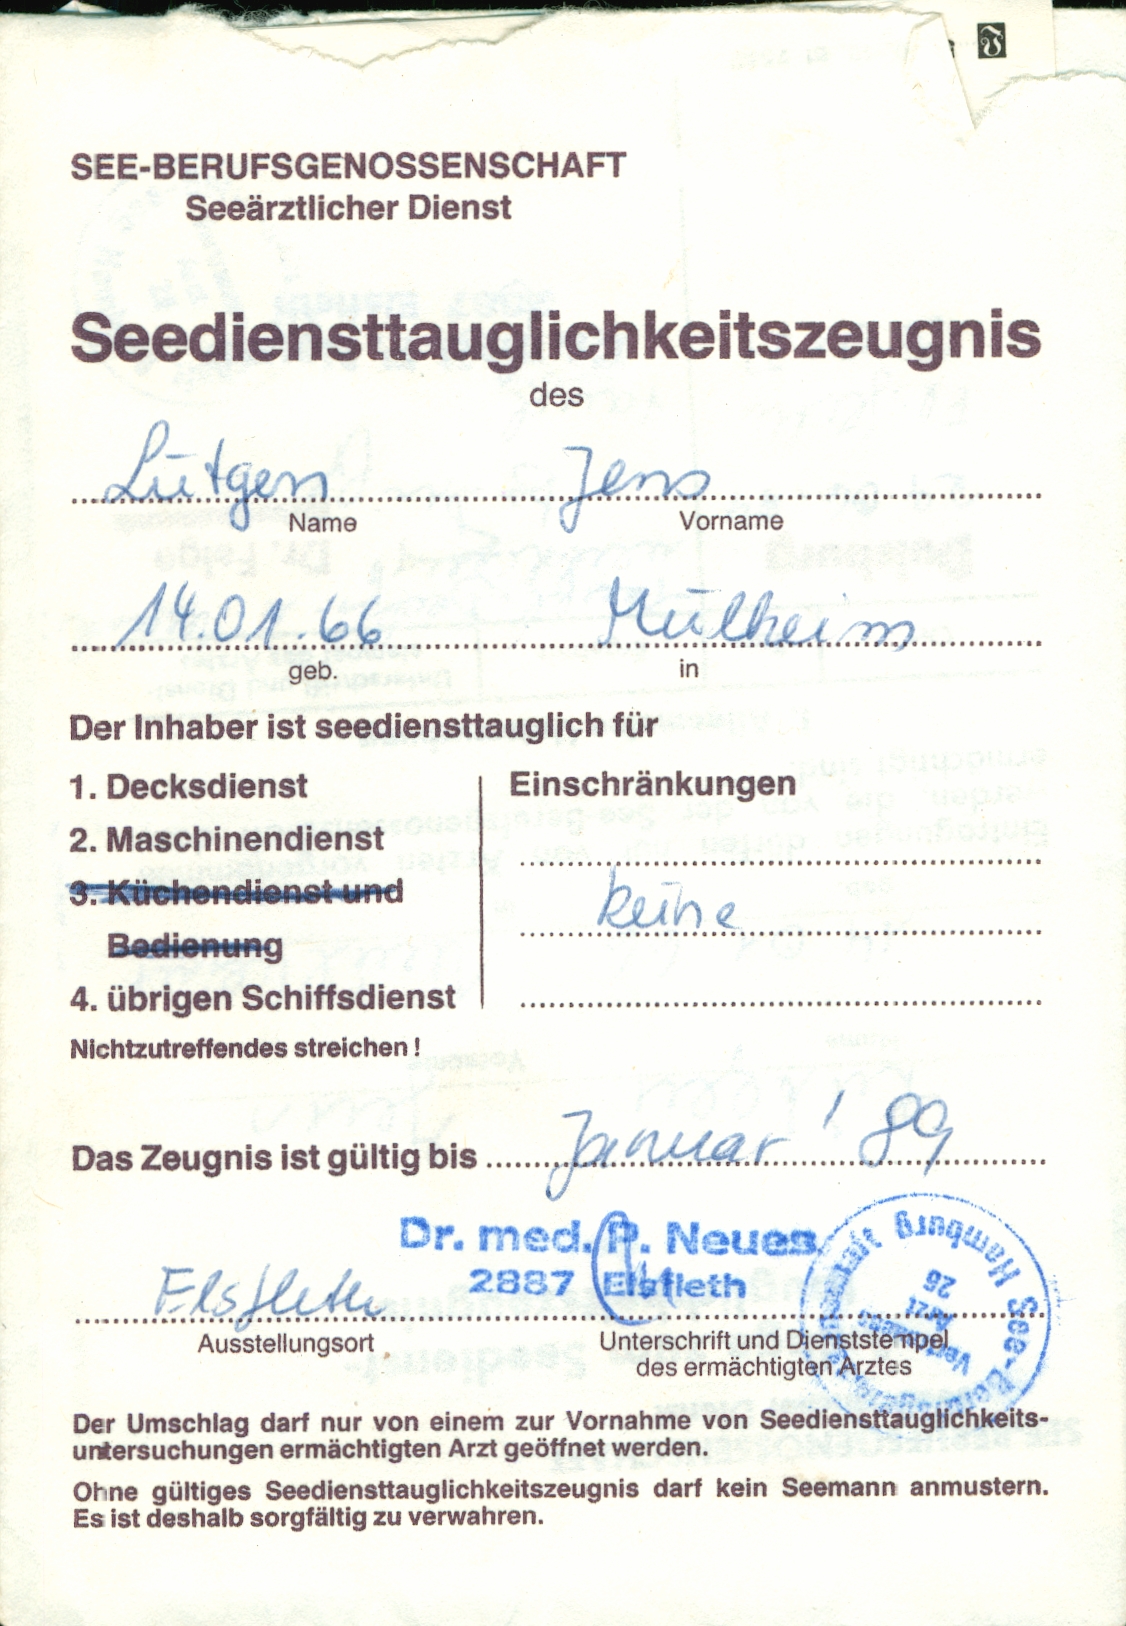 SEE-BERUFSGENOSSENSCHAFT
Seeärztlicher Dienst
Seediensttauglichkeitszeugnis
des
Lütgen Jens
Name Vorname
14.01.66 Mülheim
geb. in
Der Inhaber ist seediensttauglich für
1. Decksdienst
2. Maschinendienst
3. Küchendienst und
Bedienung
4. übrigen Schiffsdienst
Einschränkungen
keine
Nichtzutreffendes streichen!
Das Zeugnis ist gültig bis Januar '89
Dr. med. P. Neues
2887 Elsfleth
Elsfleth
Ausstellungsort
Unterschrift und Dienststempel
des ermächtigten Arztes
See- Hamburg
Arzt
26
Der Umschlag darf nur von einem zur Vornahme von Seediensttauglichkeits-
untersuchungen ermächtigten Arzt geöffnet werden.
Ohne gültiges Seediensttauglichkeitszeugnis darf kein Seemann anmustern.
Es ist deshalb sorgfältig zu verwahren.